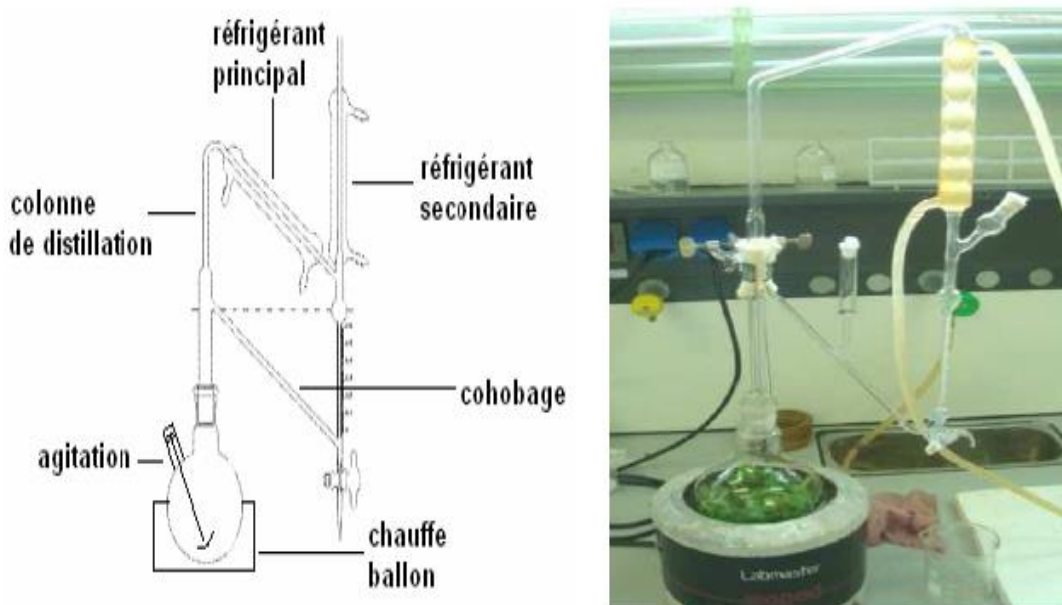 réfrigérant
principal
réfrigérant
secondaire
colonne
de distillation
cohobage
agitation
chauffe
ballon
Labmaster